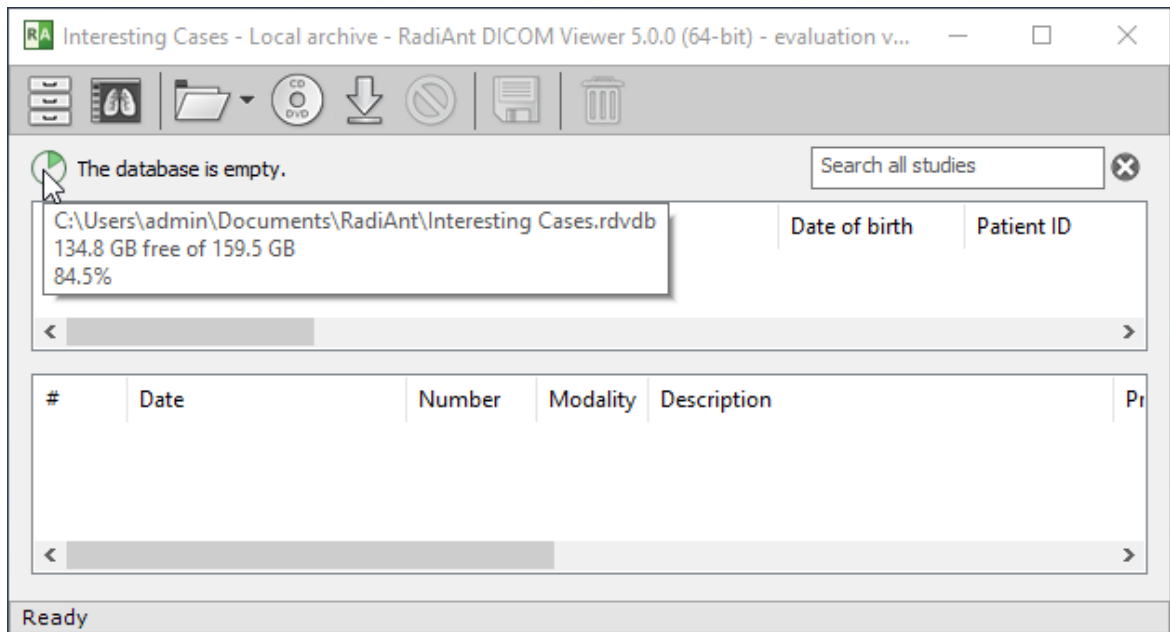 RA Interesting Cases - Local archive - RadiAnt DICOM Viewer 5.0.0 (64-bit) - evaluation v...
CD
DVD
The database is empty.
Search all studies
C:\Users\admin\Documents\RadiAnt\Interesting Cases.rdvdb
134.8 GB free of 159.5 GB
84.5%
Date of birth Patient ID
# Date Number Modality Description Pr
Ready